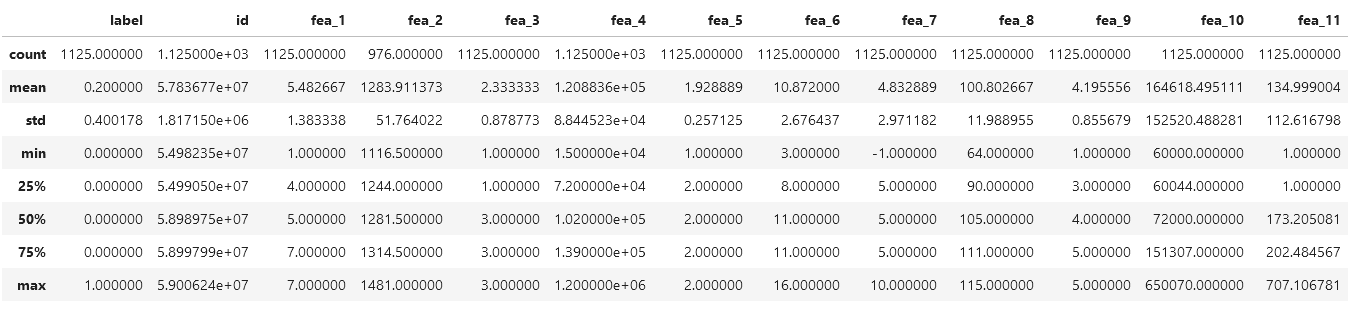 label id fea_1 fea_2 fea_3 fea_4 fea_5 fea_6 fea_7 fea_8 fea_9 fea_10 fea_11
count 1125.000000 1.125000e+03 1125.000000 976.000000 1125.000000 1.125000e+03 1125.000000 1125.000000 1125.000000 1125.000000 1125.000000 1125.000000 1125.000000
mean 0.200000 5.783677e+07 5.482667 1283.911373 2.333333 1.208836e+05 1.928889 10.872000 4.832889 100.802667 4.195556 164618.495111 134.999004
std 0.400178 1.817150e+06 1.383338 51.764022 0.878773 8.844523e+04 0.257125 2.676437 2.971182 11.988955 0.855679 152520.488281 112.616798
min 0.000000 5.498235e+07 1.000000 1116.500000 1.000000 1.500000e+04 1.000000 3.000000 -1.000000 64.000000 1.000000 60000.000000 1.000000
25% 0.000000 5.499050e+07 4.000000 1244.000000 1.000000 7.200000e+04 2.000000 8.000000 5.000000 90.000000 3.000000 60044.000000 1.000000
50% 0.000000 5.898975e+07 5.000000 1281.500000 3.000000 1.020000e+05 2.000000 11.000000 5.000000 105.000000 4.000000 72000.000000 173.205081
75% 0.000000 5.899799e+07 7.000000 1314.500000 3.000000 1.390000e+05 2.000000 11.000000 5.000000 111.000000 5.000000 151307.000000 202.484567
max 1.000000 5.900624e+07 7.000000 1481.000000 3.000000 1.200000e+06 2.000000 16.000000 10.000000 115.000000 5.000000 650070.000000 707.106781